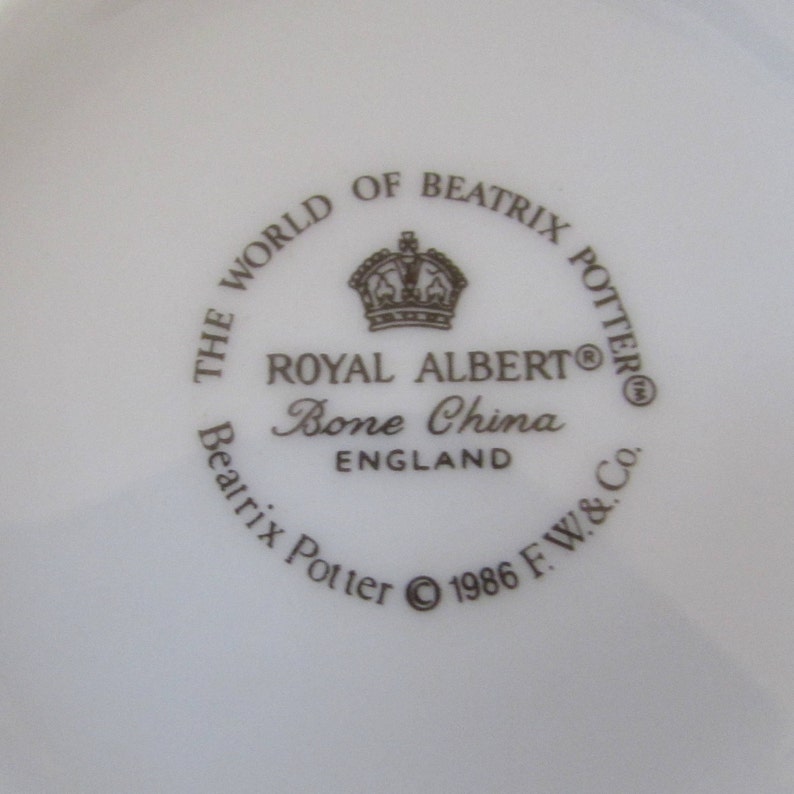 THE WORLD OF BEATRIX POTTER™
ROYAL ALBERT®
Bone China
ENGLAND
Beatrix Potter © 1986 F. W. & Co.